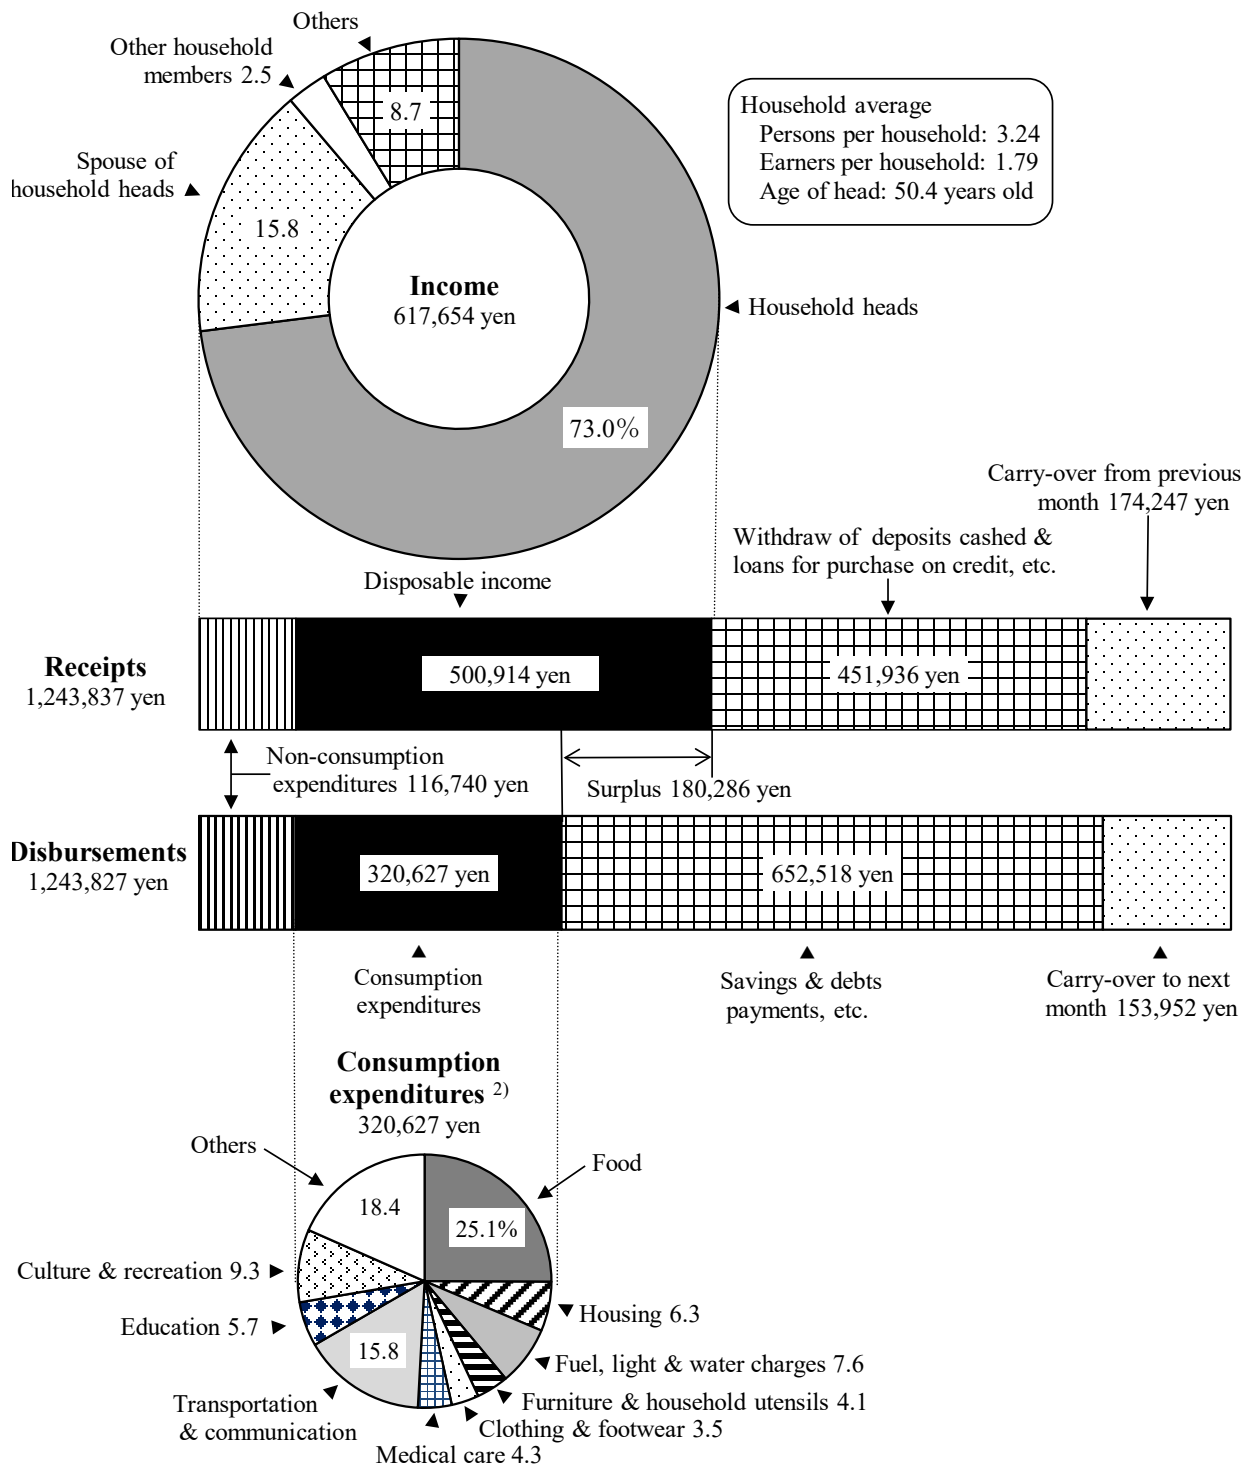 Others
Other household
members 2.5
8.7
Spouse of
household heads
15.8
Household average
Persons per household: 3.24
Earners per household: 1.79
Age of head: 50.4 years old
Income
617,654 yen
Household heads
73.0%
Carry-over from previous
month 174,247 yen
Withdraw of deposits cashed &
loans for purchase on credit, etc.
Disposable income
Receipts
1,243,837 yen
500,914 yen
451,936 yen
Non-consumption
expenditures 116,740 yen
Surplus 180,286 yen
Disbursements
1,243,827 yen
320,627 yen
652,518 yen
Consumption
expenditures
Savings & debts
payments, etc.
Carry-over to next
month 153,952 yen
Consumption
expenditures 2)
320,627 yen
Others
Food
18.4
25.1%
Culture & recreation 9.3
Housing 6.3
Education 5.7
15.8
Fuel, light & water charges 7.6
Transportation
& communication
Furniture & household utensils 4.1
Clothing & footwear 3.5
Medical care 4.3